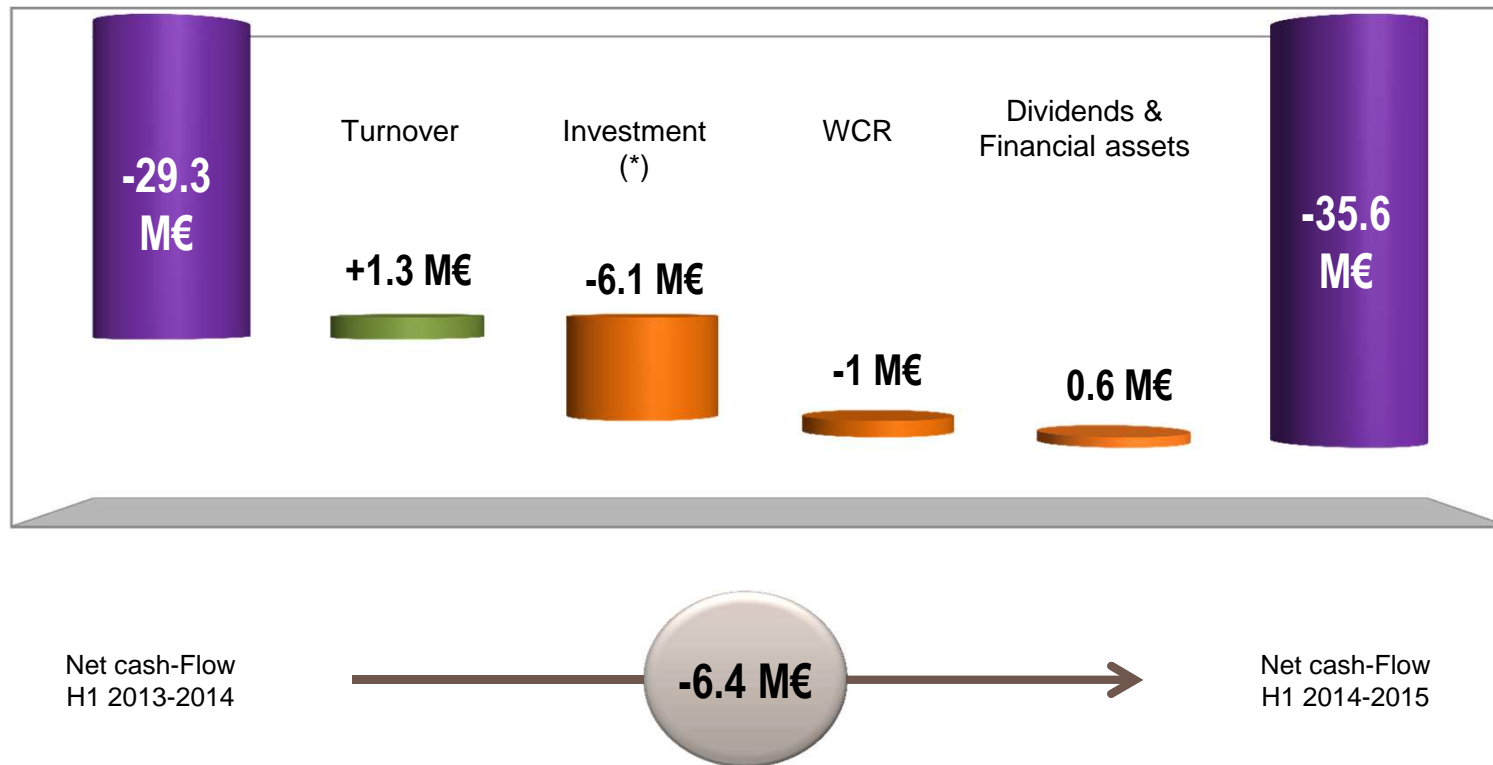 -29.3
M€
Turnover
+1.3 M€
Investment
(*)
-6.1 M€
WCR
-1 M€
Dividends &
Financial assets
0.6 M€
-35.6
M€
Net cash-Flow
H1 2013-2014
-6.4 M€
Net cash-Flow
H1 2014-2015